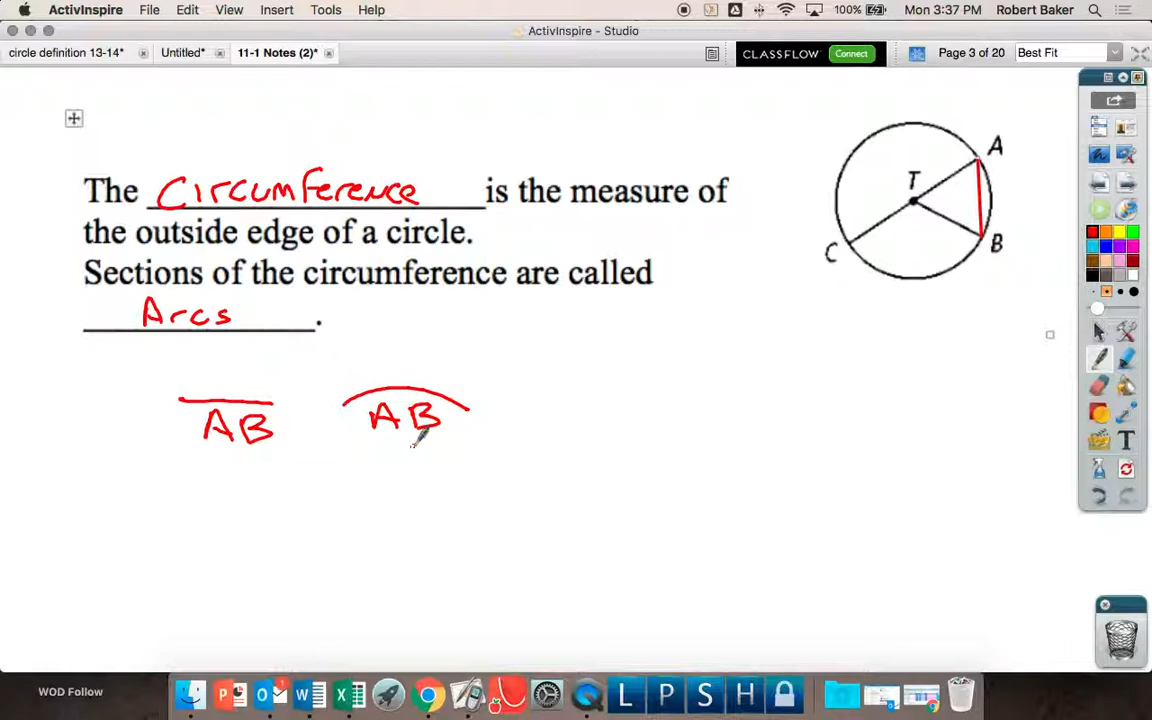 ActivInspire File Edit View Insert Tools Help 100% Mon 3:37 PM Robert Baker
ActivInspire - Studio
circle definition 13-14* Untitled* 11-1 Notes (2)* CLASSFLOW Connect Page 3 of 20 Best Fit
The Circumference is the measure of
the outside edge of a circle.
Sections of the circumference are called
Arcs.
A
T
B
C
AB AB
T
WOD Follow L P S H